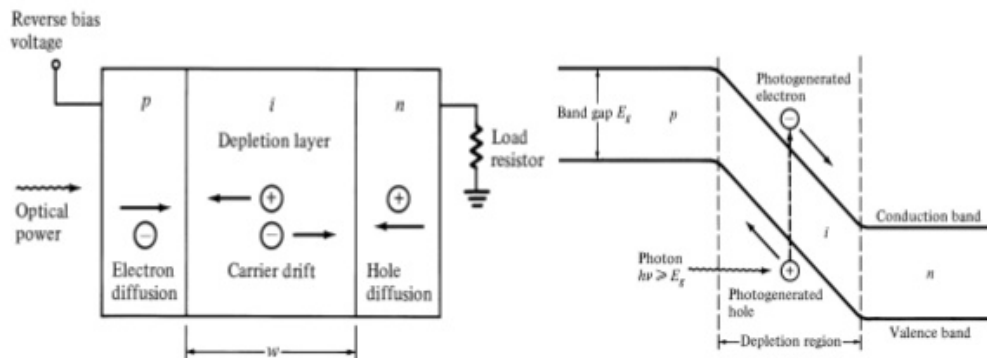 Reverse bias
voltage
p
i
n
Depletion layer
Load
resistor
Optical
power
+
−
+
−
Electron
diffusion
Carrier drift
Hole
diffusion
w
Photogenerated
electron
−
Band gap Eg
p
Conduction band
i
Photon
hν ⩾ Eg
+
Photogenerated
hole
n
Valence band
Depletion region